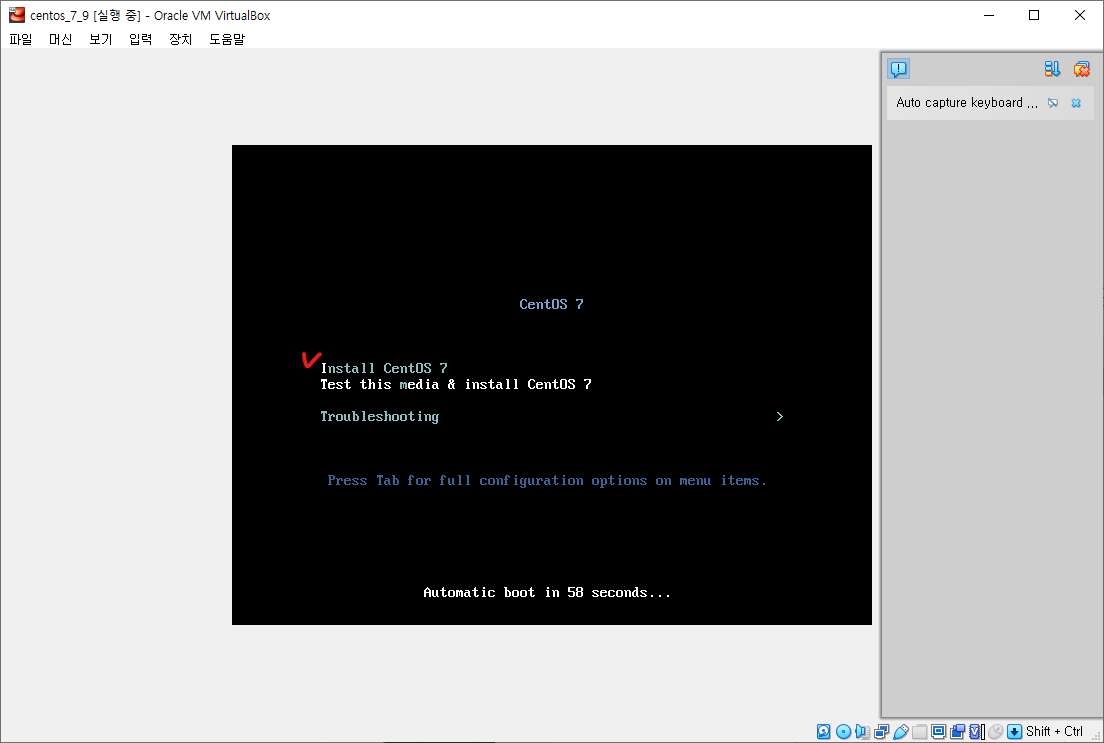 centos_7_9 [실행 중] - Oracle VM VirtualBox
파일 머신 보기 입력 장치 도움말
Auto capture keyboard ...
CentOS 7
Install CentOS 7
Test this media & install CentOS 7
Troubleshooting >
Press Tab for full configuration options on menu items.
Automatic boot in 58 seconds...
Shift + Ctrl